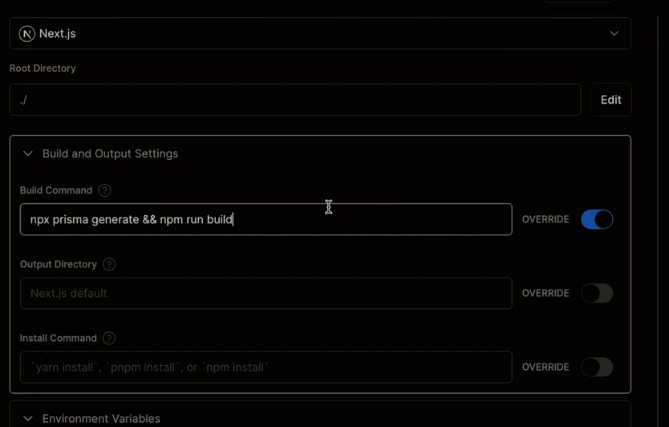 Next.js
Root Directory
./
Edit
Build and Output Settings
Build Command ?
npx prisma generate && npm run build
OVERRIDE
Output Directory ?
Next.js default
OVERRIDE
Install Command ?
`yarn install`, `pnpm install`, or `npm install`
OVERRIDE
Environment Variables